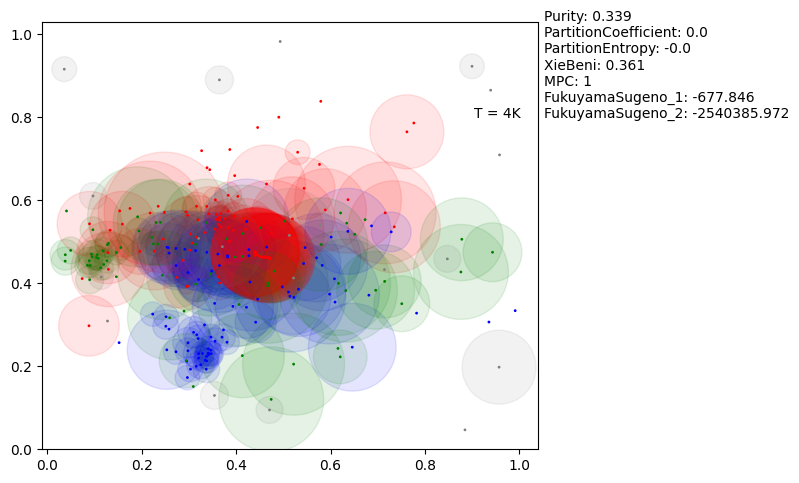 Purity: 0.339
PartitionCoefficient: 0.0
PartitionEntropy: -0.0
XieBeni: 0.361
MPC: 1
FukuyamaSugeno_1: -677.846
FukuyamaSugeno_2: -2540385.972
T = 4K
1.0
0.8
0.6
0.4
0.2
0.0
0.0 0.2 0.4 0.6 0.8 1.0